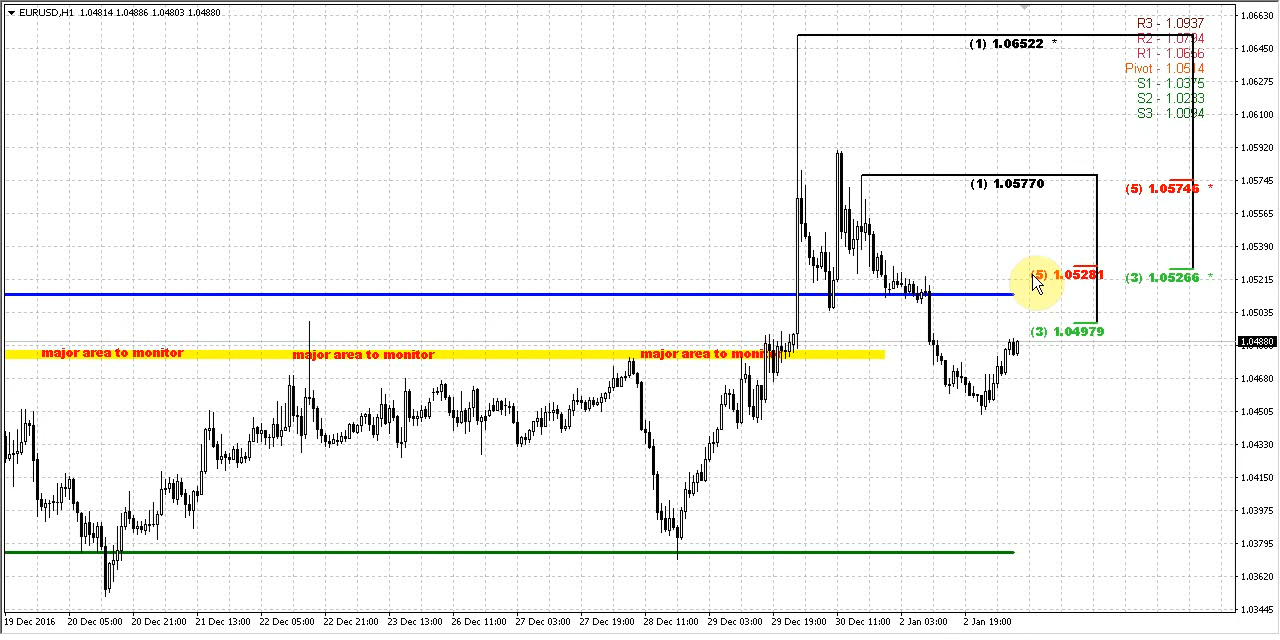 EURUSD,H1 1.04814 1.04886 1.04803 1.04880
R3 - 1.0937
R2 - 1.0794
R1 - 1.0656
Pivot - 1.0514
S1 - 1.0375
S2 - 1.0233
S3 - 1.0094
(1) 1.06522 *
(1) 1.05770
(5) 1.05746 *
(5) 1.05281
(3) 1.05266 *
(3) 1.04979
major area to monitor
major area to monitor
major area to monitor
1.06630
1.06450
1.06275
1.06100
1.05920
1.05745
1.05565
1.05390
1.05215
1.05035
1.04880
1.04680
1.04505
1.04330
1.04150
1.03975
1.03795
1.03620
1.03445
19 Dec 2016
20 Dec 05:00
20 Dec 21:00
21 Dec 13:00
22 Dec 05:00
22 Dec 21:00
23 Dec 13:00
26 Dec 11:00
27 Dec 03:00
27 Dec 19:00
28 Dec 11:00
29 Dec 03:00
29 Dec 19:00
30 Dec 11:00
2 Jan 03:00
2 Jan 19:00